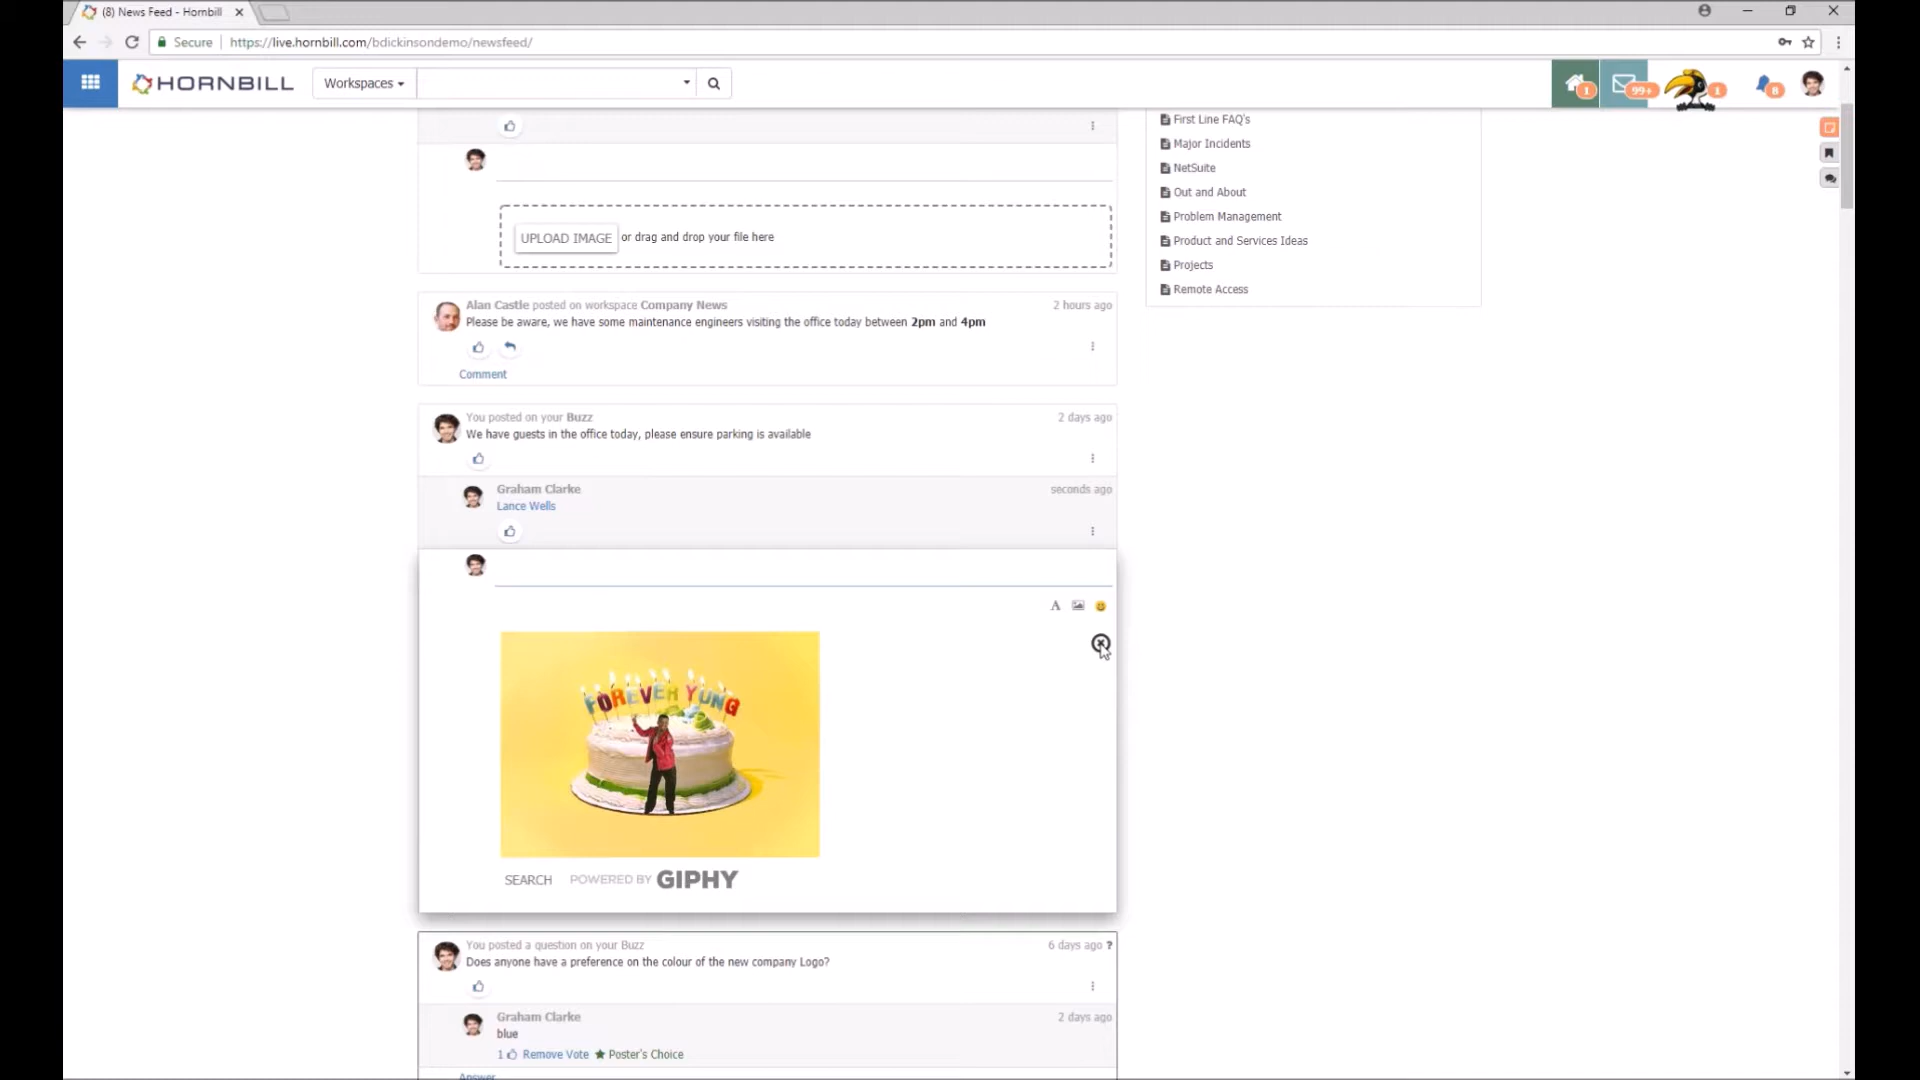 (8) News Feed - Hornbill
Secure https://live.hornbill.com/bdickinsondemo/newsfeed/
HORNBILL
Workspaces
1
99+
1
8
First Line FAQ's
Major Incidents
NetSuite
Out and About
Problem Management
Product and Services Ideas
Projects
Remote Access
UPLOAD IMAGE or drag and drop your file here
Alan Castle posted on workspace Company News 2 hours ago
Please be aware, we have some maintenance engineers visiting the office today between 2pm and 4pm
Comment
You posted on your Buzz 2 days ago
We have guests in the office today, please ensure parking is available
Graham Clarke seconds ago
Lance Wells
A
FOREVER YUNG
SEARCH POWERED BY GIPHY
You posted a question on your Buzz 6 days ago ?
Does anyone have a preference on the colour of the new company Logo?
Graham Clarke 2 days ago
blue
1 Remove Vote Poster's Choice
Answer